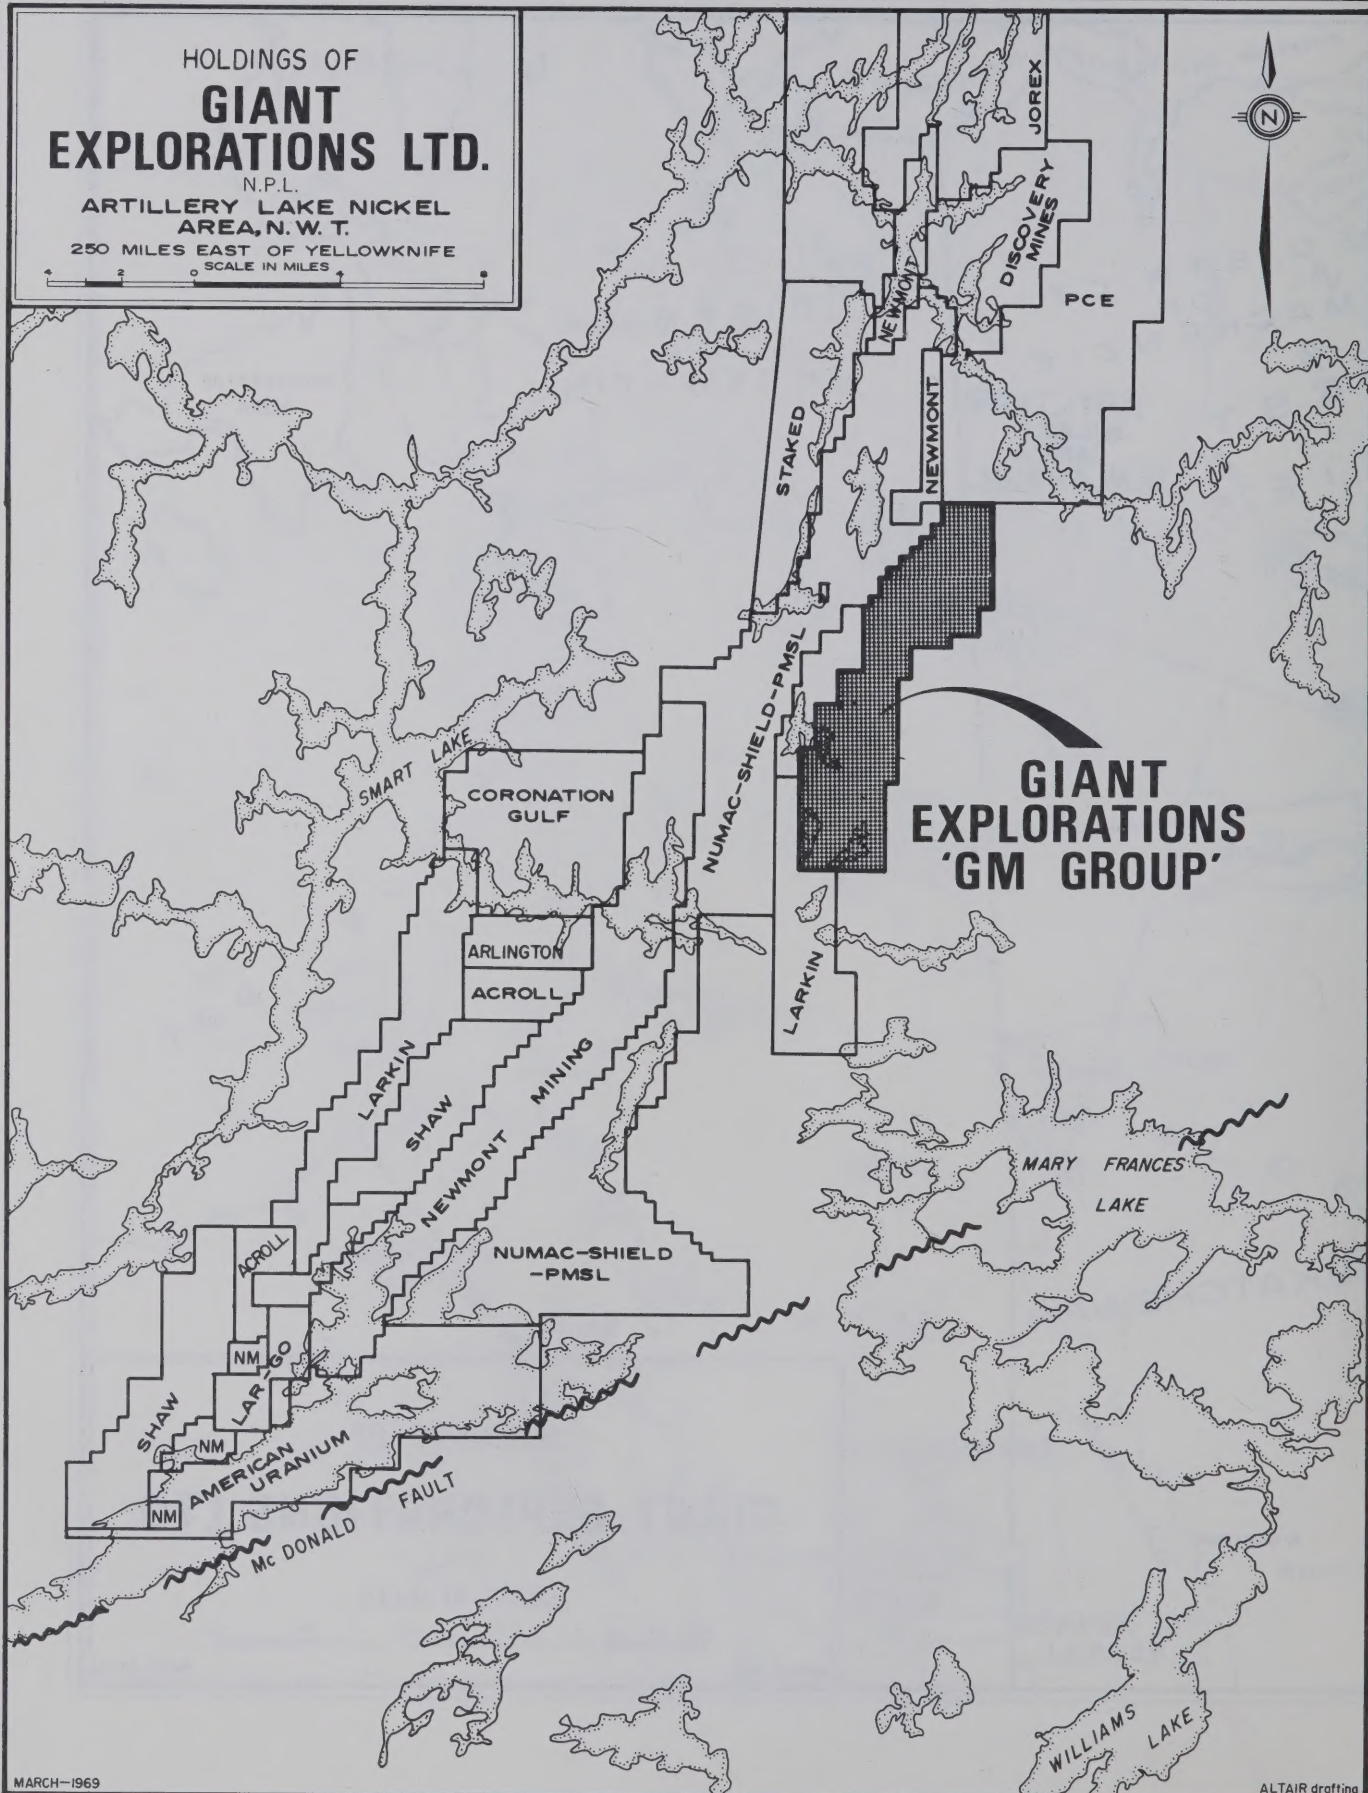 HOLDINGS OF
GIANT
EXPLORATIONS LTD.
N.P.L.
ARTILLERY LAKE NICKEL
AREA, N.W.T.
250 MILES EAST OF YELLOWKNIFE
SCALE IN MILES
4 2 0 4 8
N
JOREX
DISCOVERY
MINES
PCE
NEWMONT
NEWMONT
STAKED
NUMAC-SHIELD-PMSL
GIANT
EXPLORATIONS
'GM GROUP'
SMART LAKE
CORONATION
GULF
ARLINGTON
ACROLL
LARKIN
LARKIN
SHAW
NEWMONT MINING
MARY FRANCES
LAKE
NUMAC-SHIELD
-PMSL
ACROLL
NM
LAR-GO
SHAW
NM
AMERICAN
URANIUM
NM
Mc DONALD FAULT
WILLIAMS
LAKE
MARCH-1969
ALTAIR drafting